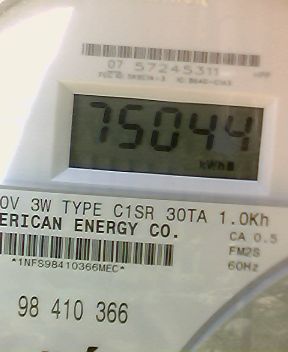 07 57245311
75044
kWh
0V 3W TYPE C1SR 30TA 1.0Kh
ERICAN ENERGY CO.
CA 0.5
FM2S
*1NFS98410366MEC*
60Hz
98 410 366